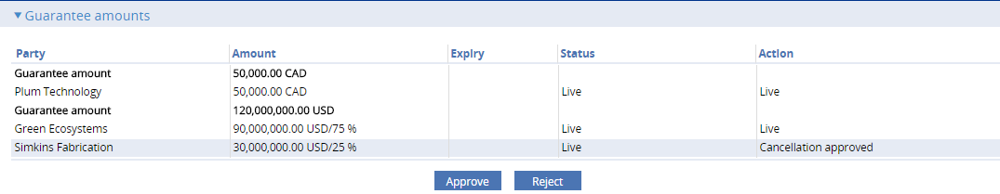 Guarantee amounts
Party Amount Expiry Status Action
Guarantee amount 50,000.00 CAD
Plum Technology 50,000.00 CAD Live Live
Guarantee amount 120,000,000.00 USD
Green Ecosystems 90,000,000.00 USD/75 % Live Live
Simkins Fabrication 30,000,000.00 USD/25 % Live Cancellation approved
Approve Reject